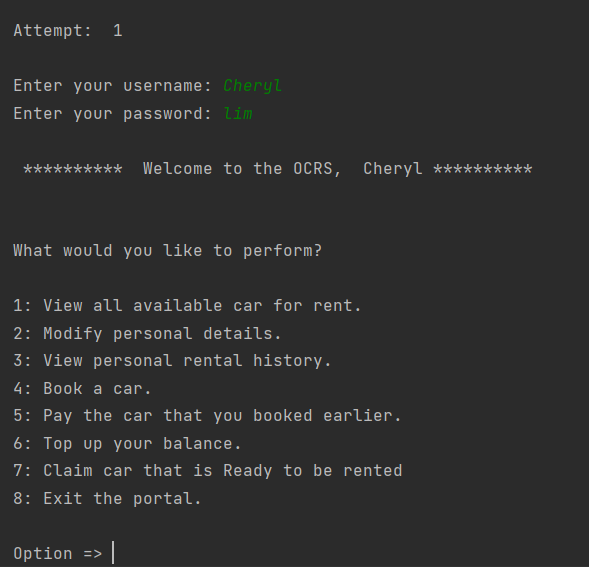 Attempt:  1
Enter your username: Cheryl
Enter your password: lim
**********  Welcome to the OCRS,  Cheryl **********
What would you like to perform?
1: View all available car for rent.
2: Modify personal details.
3: View personal rental history.
4: Book a car.
5: Pay the car that you booked earlier.
6: Top up your balance.
7: Claim car that is Ready to be rented
8: Exit the portal.
Option =>